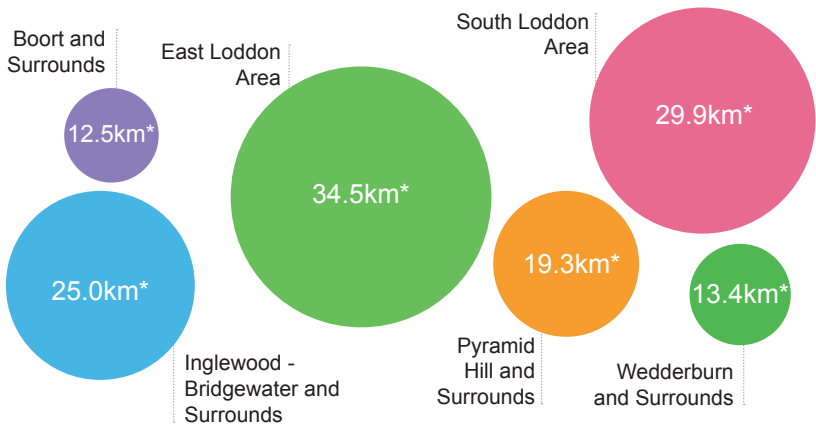 Boort and
Surrounds
12.5km*
East Loddon
Area
34.5km*
South Loddon
Area
29.9km*
25.0km*
Inglewood -
Bridgewater and
Surrounds
19.3km*
Pyramid
Hill and
Surrounds
13.4km*
Wedderburn
and Surrounds